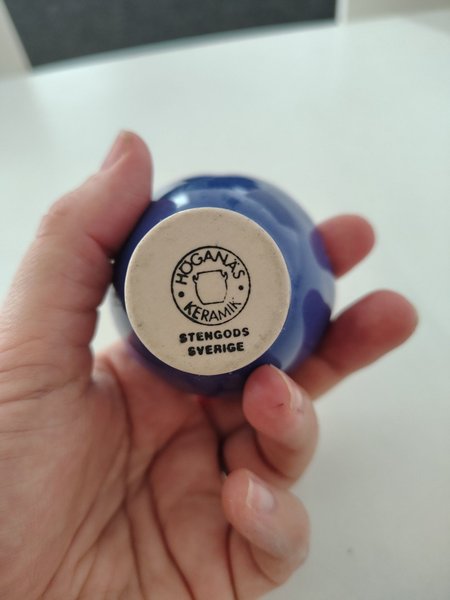 HÖGANÄS
KERAMIK
STENGODS
SVERIGE